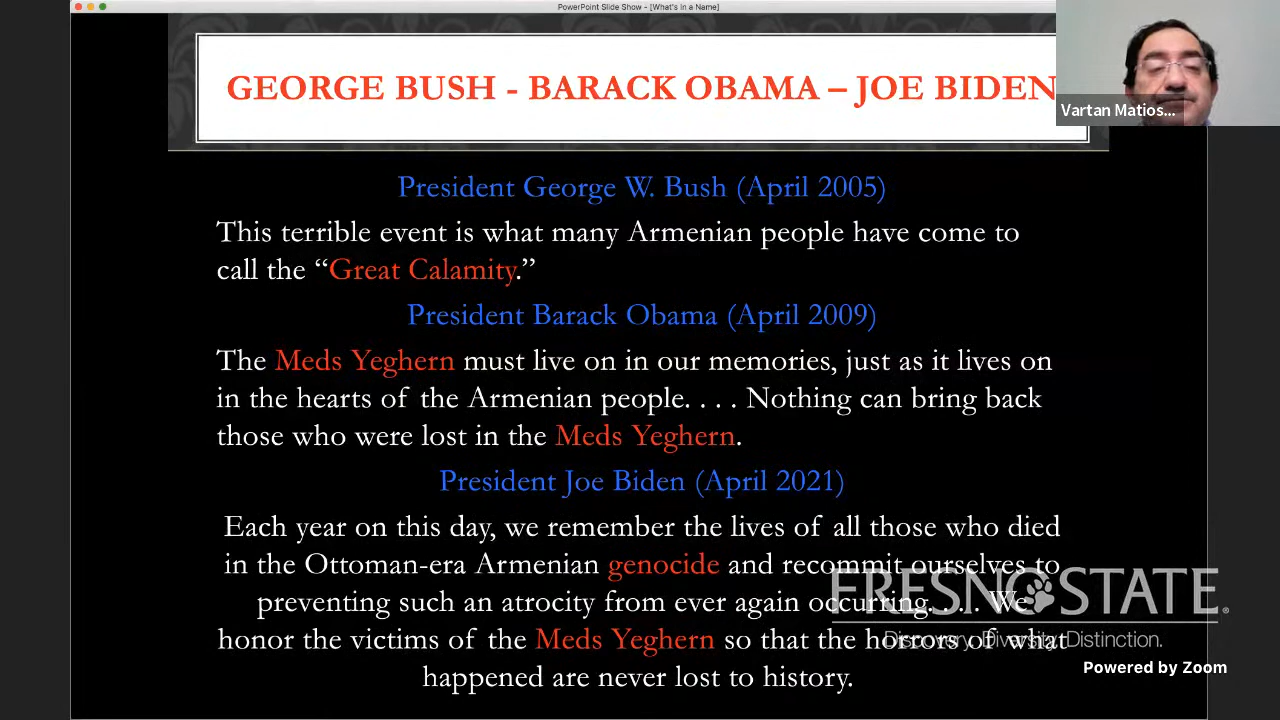 PowerPoint Slide Show - [What's in a Name]
GEORGE BUSH - BARACK OBAMA – JOE BIDEN
Vartan Matios...
President George W. Bush (April 2005)
This terrible event is what many Armenian people have come to
call the “Great Calamity.”
President Barack Obama (April 2009)
The Meds Yeghern must live on in our memories, just as it lives on
in the hearts of the Armenian people. . . . Nothing can bring back
those who were lost in the Meds Yeghern.
President Joe Biden (April 2021)
Each year on this day, we remember the lives of all those who died
in the Ottoman-era Armenian genocide and recommit ourselves to
preventing such an atrocity from ever again occurring. . . . We
honor the victims of the Meds Yeghern so that the horrors of what
happened are never lost to history.
FRESNO STATE®
Discovery. Diversity. Distinction.
Powered by Zoom